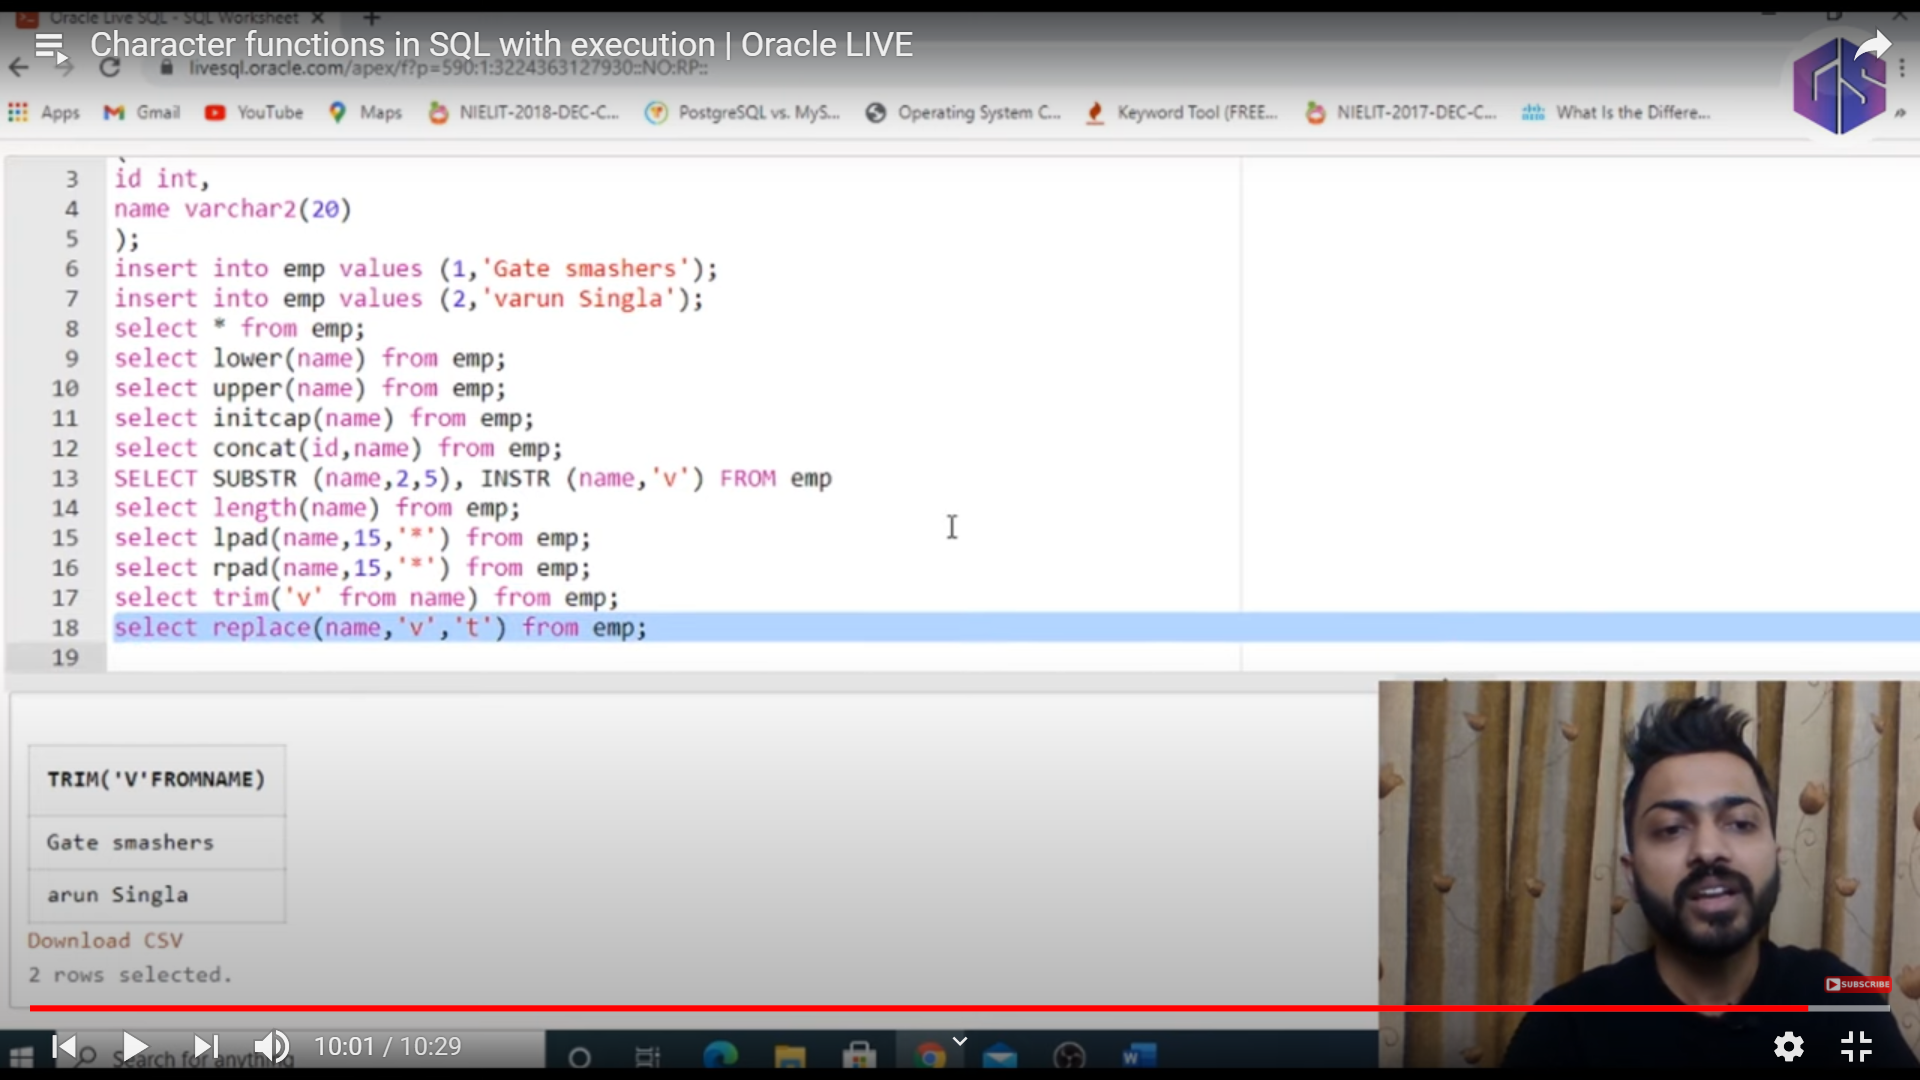 Oracle Live SQL - SQL Worksheet
Character functions in SQL with execution | Oracle LIVE
livesql.oracle.com/apex/f?p=590:1:3224363127930::NO:RP::
Apps Gmail YouTube Maps NIELIT-2018-DEC-C... PostgreSQL vs. MyS... Operating System C... Keyword Tool (FREE... NIELIT-2017-DEC-C... What Is the Differe... »
3 id int,
4 name varchar2(20)
5 );
6 insert into emp values (1,'Gate smashers');
7 insert into emp values (2,'varun Singla');
8 select * from emp;
9 select lower(name) from emp;
10 select upper(name) from emp;
11 select initcap(name) from emp;
12 select concat(id,name) from emp;
13 SELECT SUBSTR (name,2,5), INSTR (name,'v') FROM emp
14 select length(name) from emp;
15 select lpad(name,15,'*') from emp;
16 select rpad(name,15,'*') from emp;
17 select trim('v' from name) from emp;
18 select replace(name,'v','t') from emp;
19
TRIM('V'FROMNAME)
Gate smashers
arun Singla
Download CSV
2 rows selected.
SUBSCRIBE
10:01 / 10:29
Search for anything